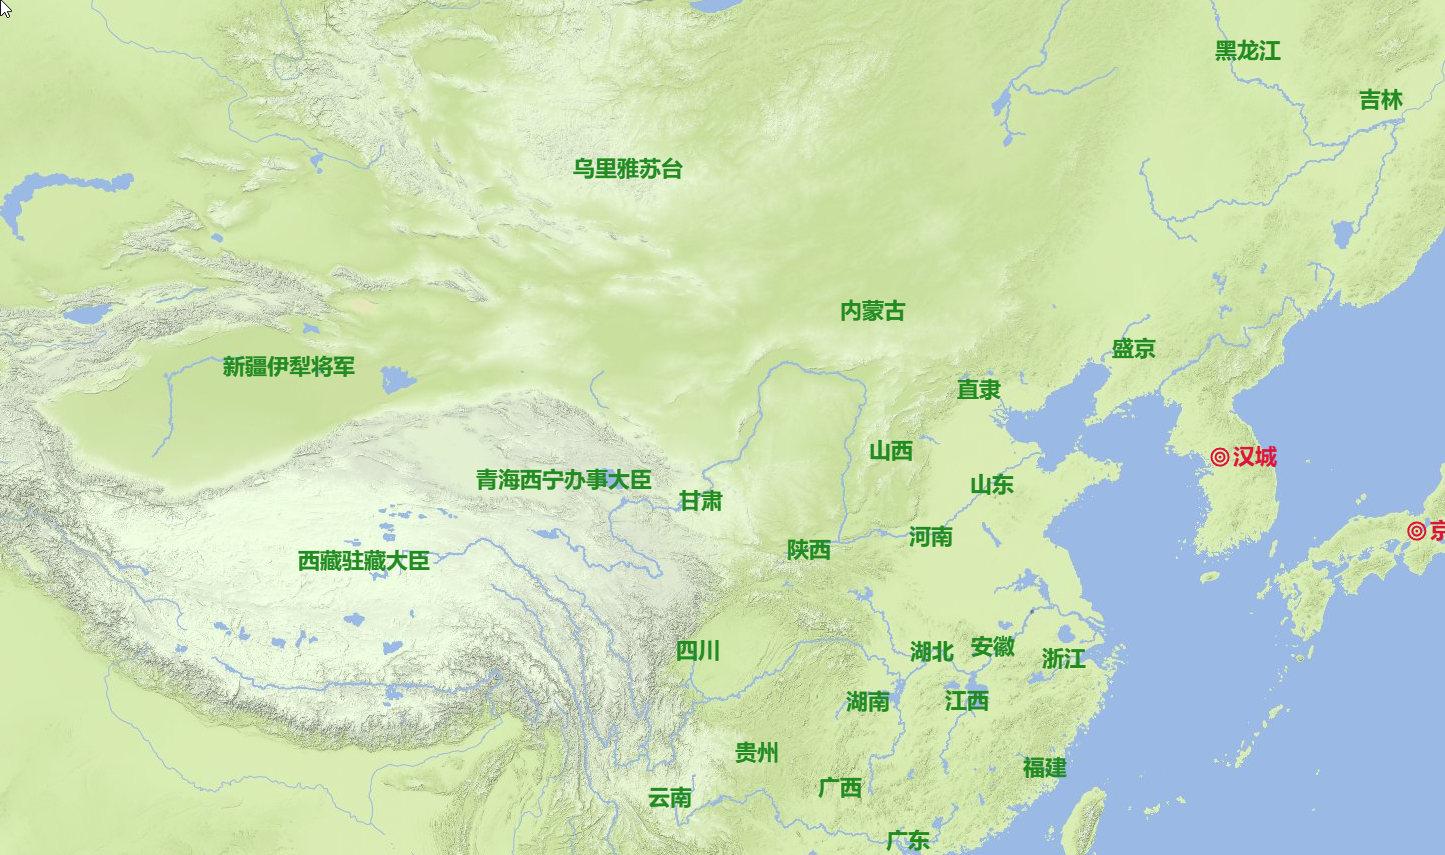 黑龙江
吉林
乌里雅苏台
内蒙古
盛京
新疆伊犁将军
直隶
山西
汉城
青海西宁办事大臣
山东
甘肃
京
河南
陕西
西藏驻藏大臣
四川
湖北
安徽
浙江
湖南
江西
贵州
福建
广西
云南
广东